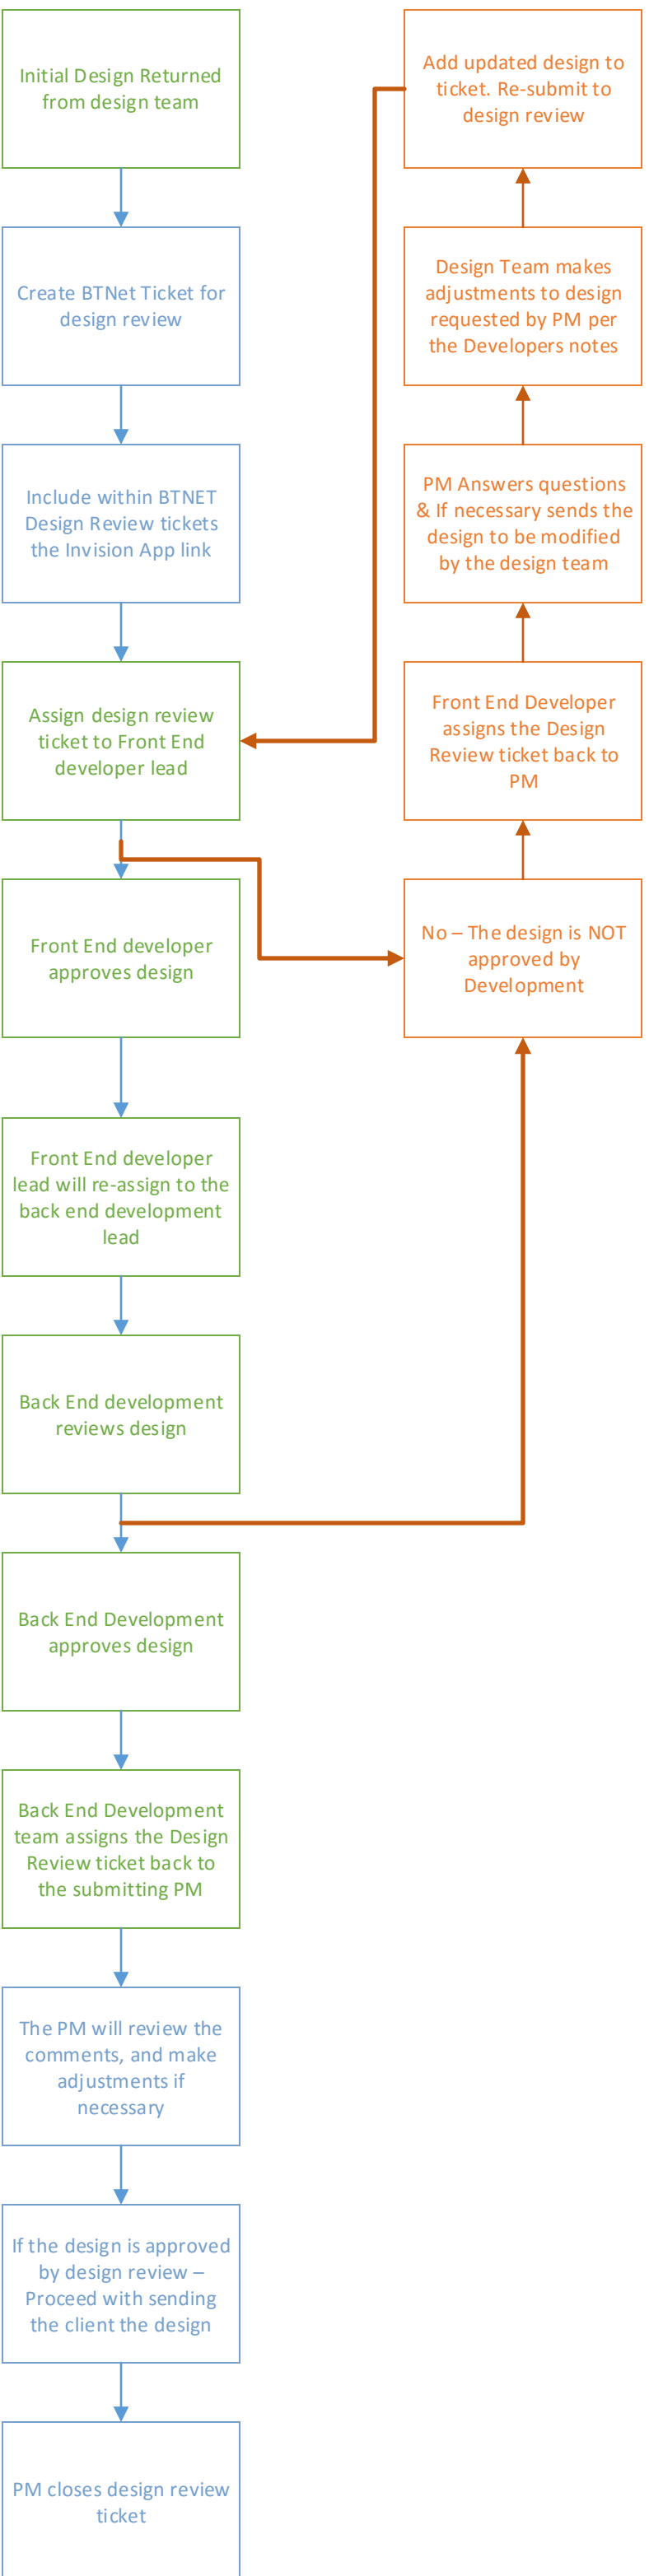 Initial Design Returned
from design team
Create BTNet Ticket for
design review
Include within BTNET
Design Review tickets
the Invision App link
Assign design review
ticket to Front End
developer lead
Front End developer
approves design
Front End developer
lead will re-assign to the
back end development
lead
Back End development
reviews design
Back End Development
approves design
Back End Development
team assigns the Design
Review ticket back to
the submitting PM
The PM will review the
comments, and make
adjustments if
necessary
If the design is approved
by design review –
Proceed with sending
the client the design
PM closes design review
ticket
Add updated design to
ticket. Re-submit to
design review
Design Team makes
adjustments to design
requested by PM per
the Developers notes
PM Answers questions
& If necessary sends the
design to be modified
by the design team
Front End Developer
assigns the Design
Review ticket back to
PM
No – The design is NOT
approved by
Development